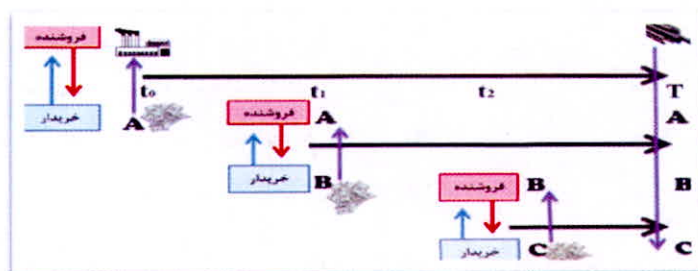 فروشنده
خریدار
A
t₀ t₁ t₂ T
فروشنده A A
خریدار B
فروشنده B B
خریدار C C